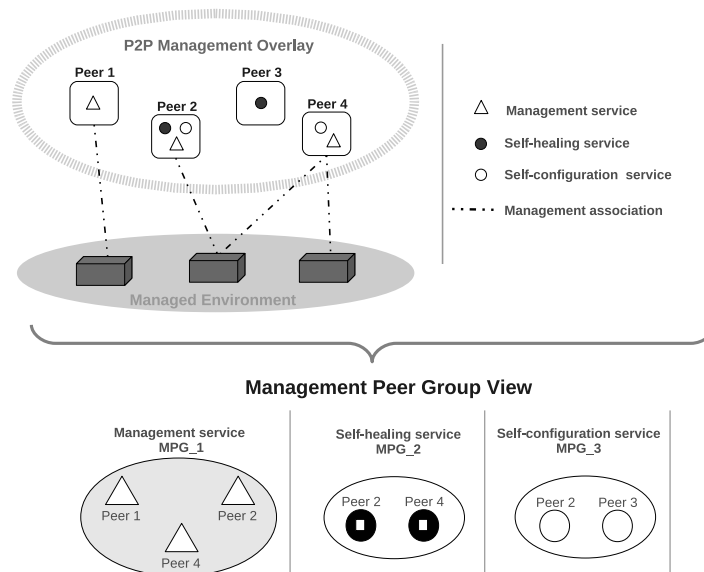 P2P Management Overlay
Peer 1
Peer 2
Peer 3
Peer 4
Management service
Self-healing service
Self-configuration service
Management association
Managed Environment
Management Peer Group View
Management service
MPG_1
Peer 1
Peer 2
Peer 4
Self-healing service
MPG_2
Peer 2
Peer 4
Self-configuration service
MPG_3
Peer 2
Peer 3